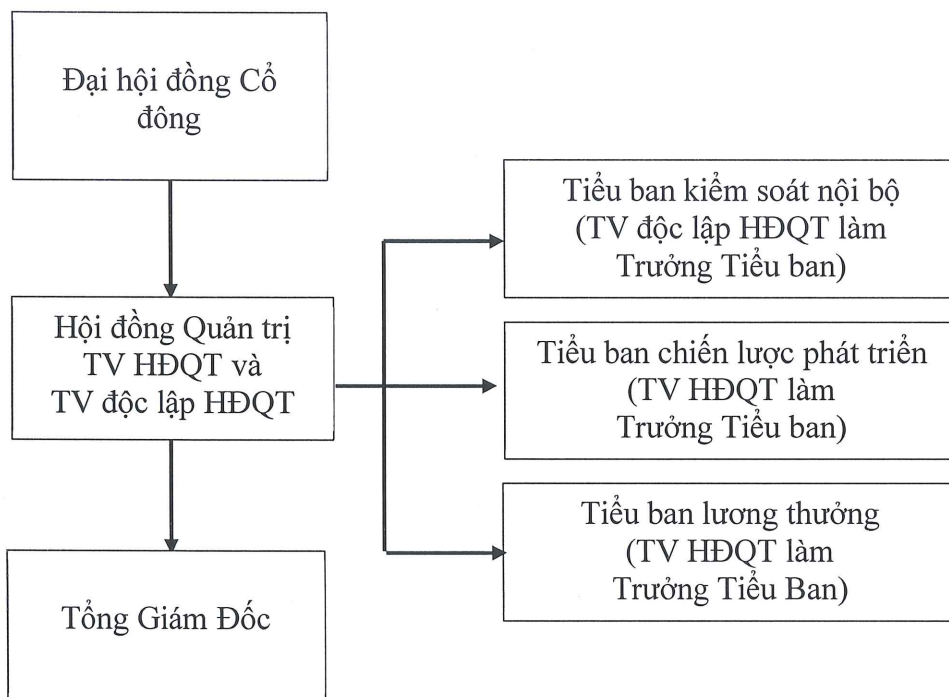 Đại hội đồng Cổ
đông
Hội đồng Quản trị
TV HĐQT và
TV độc lập HĐQT
Tổng Giám Đốc
Tiểu ban kiểm soát nội bộ
(TV độc lập HĐQT làm
Trưởng Tiểu ban)
Tiểu ban chiến lược phát triển
(TV HĐQT làm
Trưởng Tiểu ban)
Tiểu ban lương thưởng
(TV HĐQT làm
Trưởng Tiểu Ban)